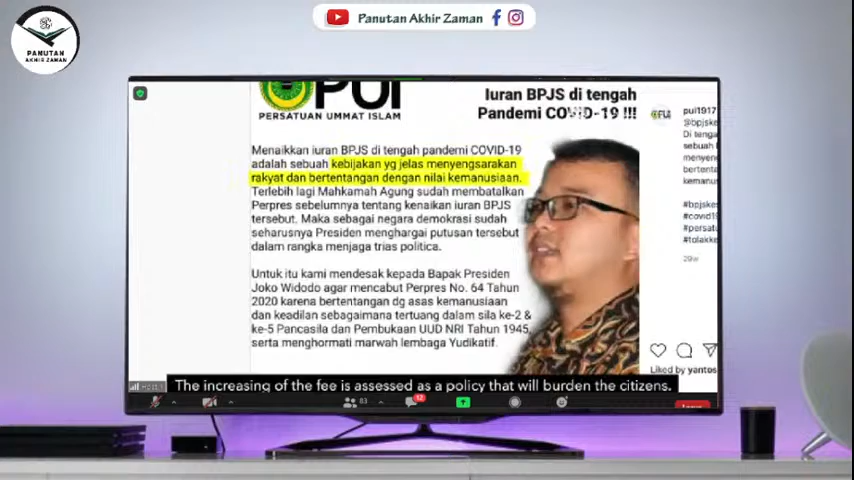 Panutan Akhir Zaman
PANUTAN
AKHIR ZAMAN
PUI
PERSATUAN UMMAT ISLAM
Iuran BPJS di tengah
Pandemi COVID-19 !!!
Menaikkan iuran BPJS di tengah pandemi COVID-19
adalah sebuah kebijakan yg jelas menyengsarakan
rakyat dan bertentangan dengan nilai kemanusiaan.
Terlebih lagi Mahkamah Agung sudah membatalkan
Perpres sebelumnya tentang kenaikan iuran BPJS
tersebut. Maka sebagai negara demokrasi sudah
seharusnya Presiden menghargai putusan tersebut
dalam rangka menjaga trias politica.
Untuk itu kami mendesak kepada Bapak Presiden
Joko Widodo agar mencabut Perpres No. 64 Tahun
2020 karena bertentangan dg asas kemanusiaan
dan keadilan sebagaimana tertuang dalam sila ke-2 &
ke-5 Pancasila dan Pembukaan UUD NRI Tahun 1945,
serta menghormati marwah lembaga Yudikatif.
PUI
pui1917
@bpjske
Di tenga
sebuah
menyen
bertenta
kemanus
#bpjskes
#covid1
#persatu
#tolakke
Liked by yantos
The increasing of the fee is assessed as a policy that will burden the citizens.
83